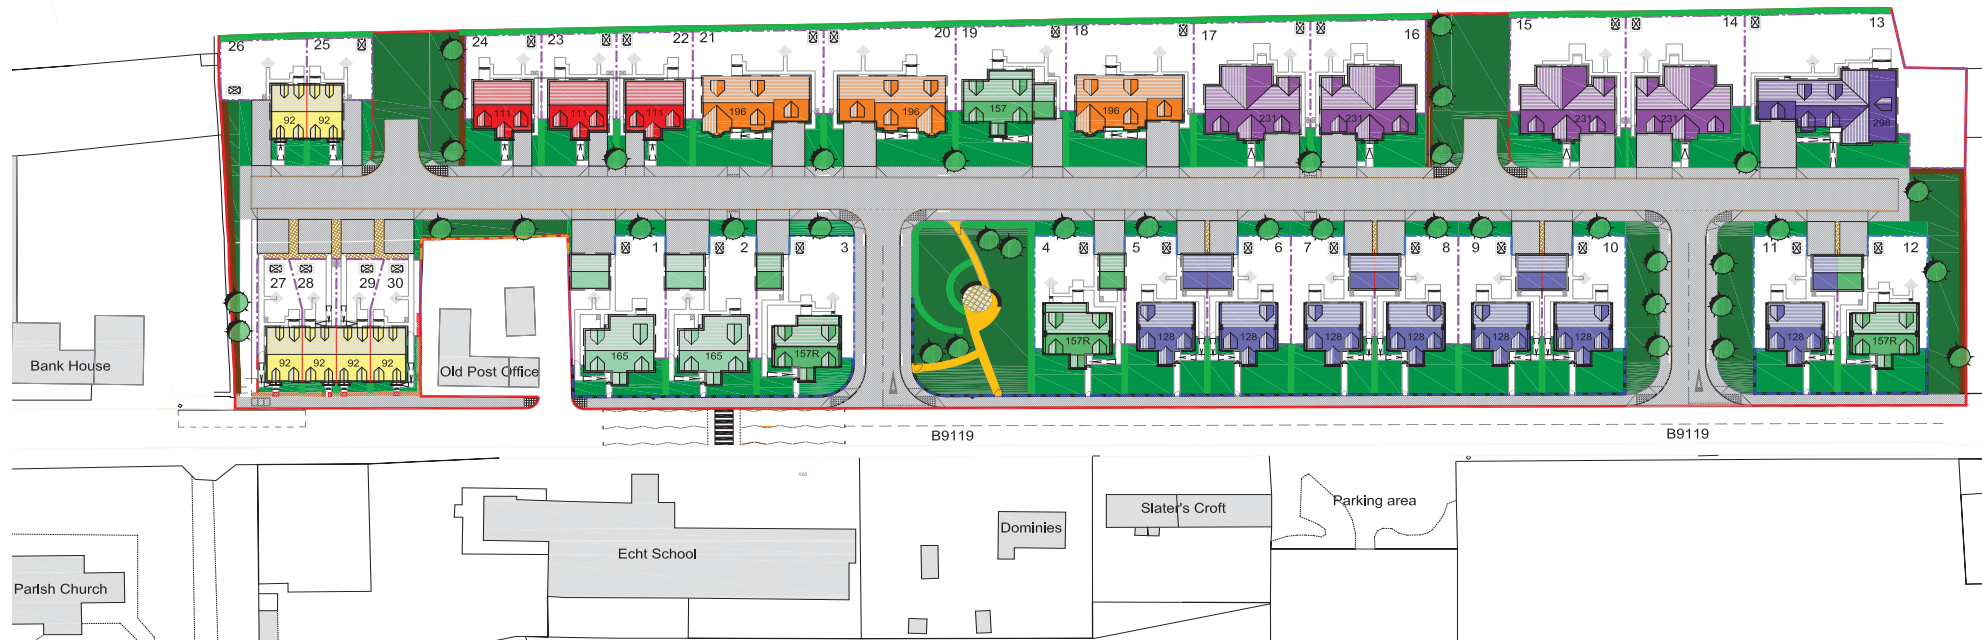 26 25 24 23 22 21 20 19 18 17 16 15 14 13
92 92 111 111 111 196 196 157 196 231 231 231 231 298
1 2 3 4 5 6 7 8 9 10 11 12
27 28 29 30
92 92 92 92 165 165 157R 157R 128 128 128 128 128 128 128 157R
Bank House
Old Post Office
B9119
B9119
Echt School
Dominies
Slater's Croft
Parking area
Parish Church